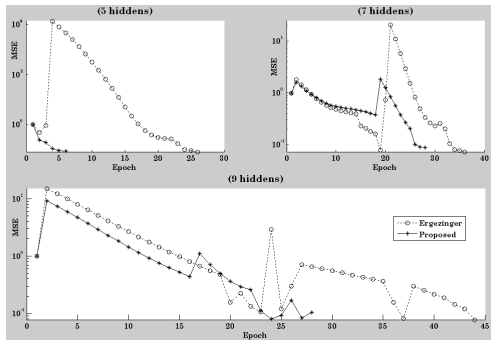 (5 hiddens)
MSE
10^4
10^2
10^0
0 5 10 15 20 25 30
Epoch
(7 hiddens)
MSE
10^1
10^0
10^-1
0 10 20 30 40
Epoch
(9 hiddens)
MSE
10^1
10^0
10^-1
0 5 10 15 20 25 30 35 40 45
Epoch
Ergezinger
Proposed